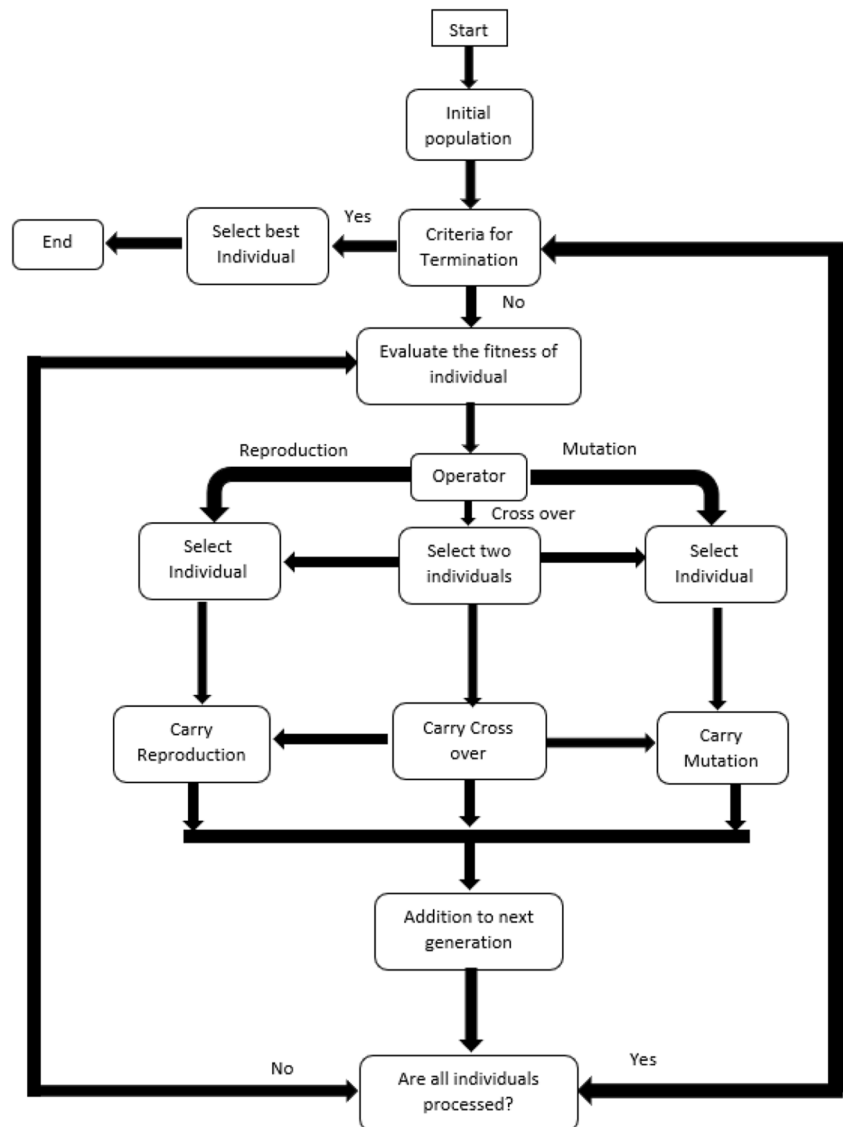 Start
Initial
population
Yes
End
Select best
Individual
Criteria for
Termination
No
Evaluate the fitness of
individual
Reproduction
Mutation
Operator
Cross over
Select
Individual
Select two
individuals
Select
Individual
Carry
Reproduction
Carry Cross
over
Carry
Mutation
Addition to next
generation
No
Yes
Are all individuals
processed?